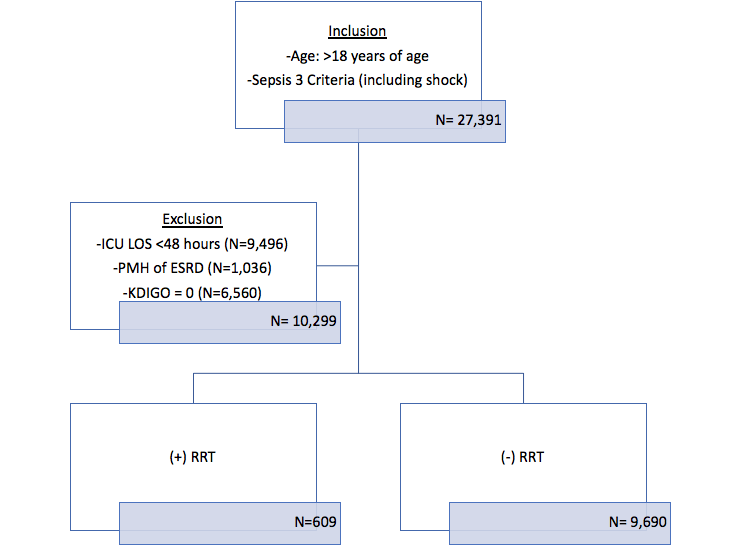 Inclusion
-Age: >18 years of age
-Sepsis 3 Criteria (including shock)
N= 27,391
Exclusion
-ICU LOS <48 hours (N=9,496)
-PMH of ESRD (N=1,036)
-KDIGO = 0 (N=6,560)
N= 10,299
(+) RRT
N=609
(-) RRT
N= 9,690